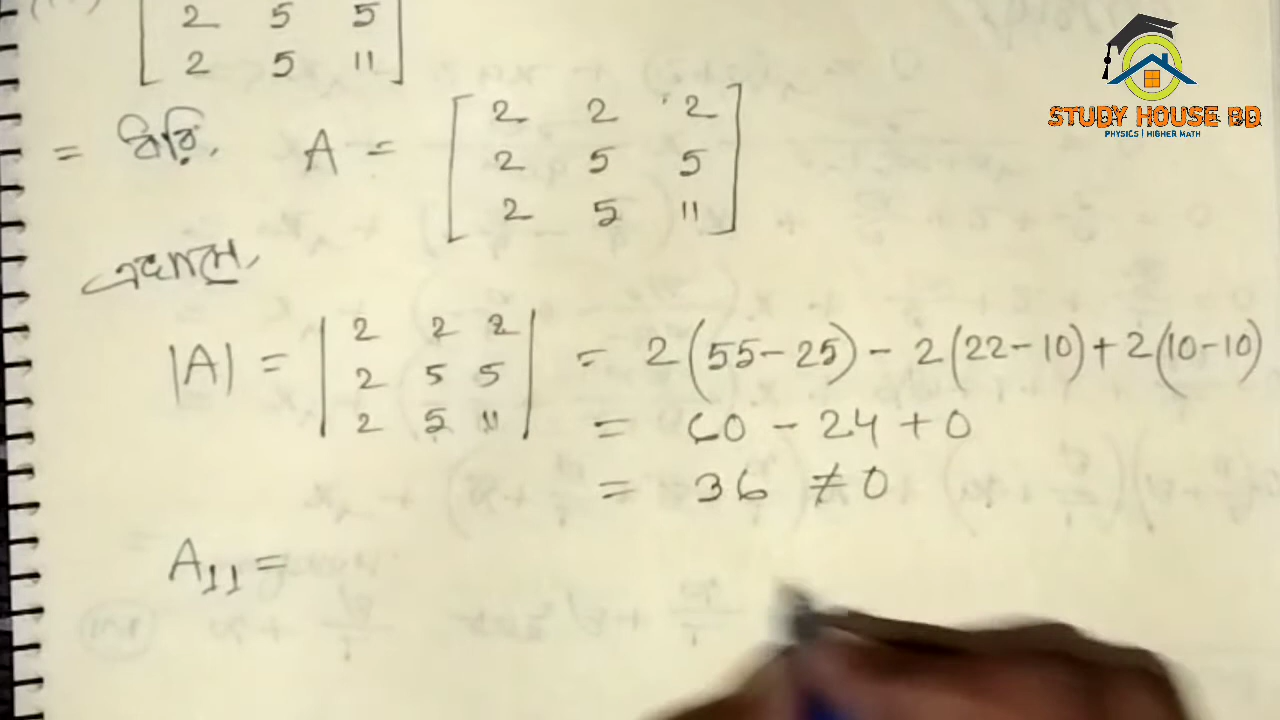 2 5 5
2 5 11
STUDY HOUSE BD
PHYSICS | HIGHER MATH
= ধরি, A = [ 2 2 2
2 5 5
2 5 11 ]
এখানে,
|A| = | 2 2 2
2 5 5
2 5 11 | = 2(55-25) - 2(22-10) + 2(10-10)
= 60 - 24 + 0
= 36 ≠ 0
A₁₁ =